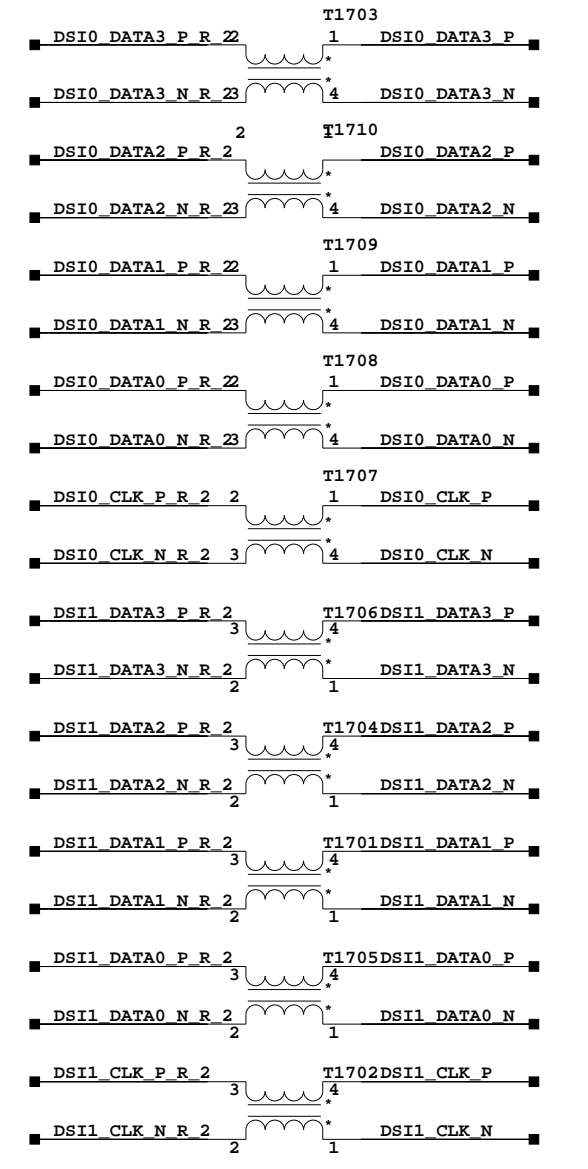 T1703
DSI0_DATA3_P_R_2 2 1 DSI0_DATA3_P
*
*
DSI0_DATA3_N_R_2 3 4 DSI0_DATA3_N
2 1 T1710
DSI0_DATA2_P_R_2 DSI0_DATA2_P
*
*
DSI0_DATA2_N_R_2 3 4 DSI0_DATA2_N
T1709
DSI0_DATA1_P_R_2 2 1 DSI0_DATA1_P
*
*
DSI0_DATA1_N_R_2 3 4 DSI0_DATA1_N
T1708
DSI0_DATA0_P_R_2 2 1 DSI0_DATA0_P
*
*
DSI0_DATA0_N_R_2 3 4 DSI0_DATA0_N
T1707
DSI0_CLK_P_R_2 2 1 DSI0_CLK_P
*
*
DSI0_CLK_N_R_2 3 4 DSI0_CLK_N
DSI1_DATA3_P_R_2 T1706 DSI1_DATA3_P
3 4
*
*
DSI1_DATA3_N_R_2 DSI1_DATA3_N
2 1
DSI1_DATA2_P_R_2 T1704 DSI1_DATA2_P
3 4
*
*
DSI1_DATA2_N_R_2 DSI1_DATA2_N
2 1
DSI1_DATA1_P_R_2 T1701 DSI1_DATA1_P
3 4
*
*
DSI1_DATA1_N_R_2 DSI1_DATA1_N
2 1
DSI1_DATA0_P_R_2 T1705 DSI1_DATA0_P
3 4
*
*
DSI1_DATA0_N_R_2 DSI1_DATA0_N
2 1
DSI1_CLK_P_R_2 T1702 DSI1_CLK_P
3 4
*
*
DSI1_CLK_N_R_2 DSI1_CLK_N
2 1